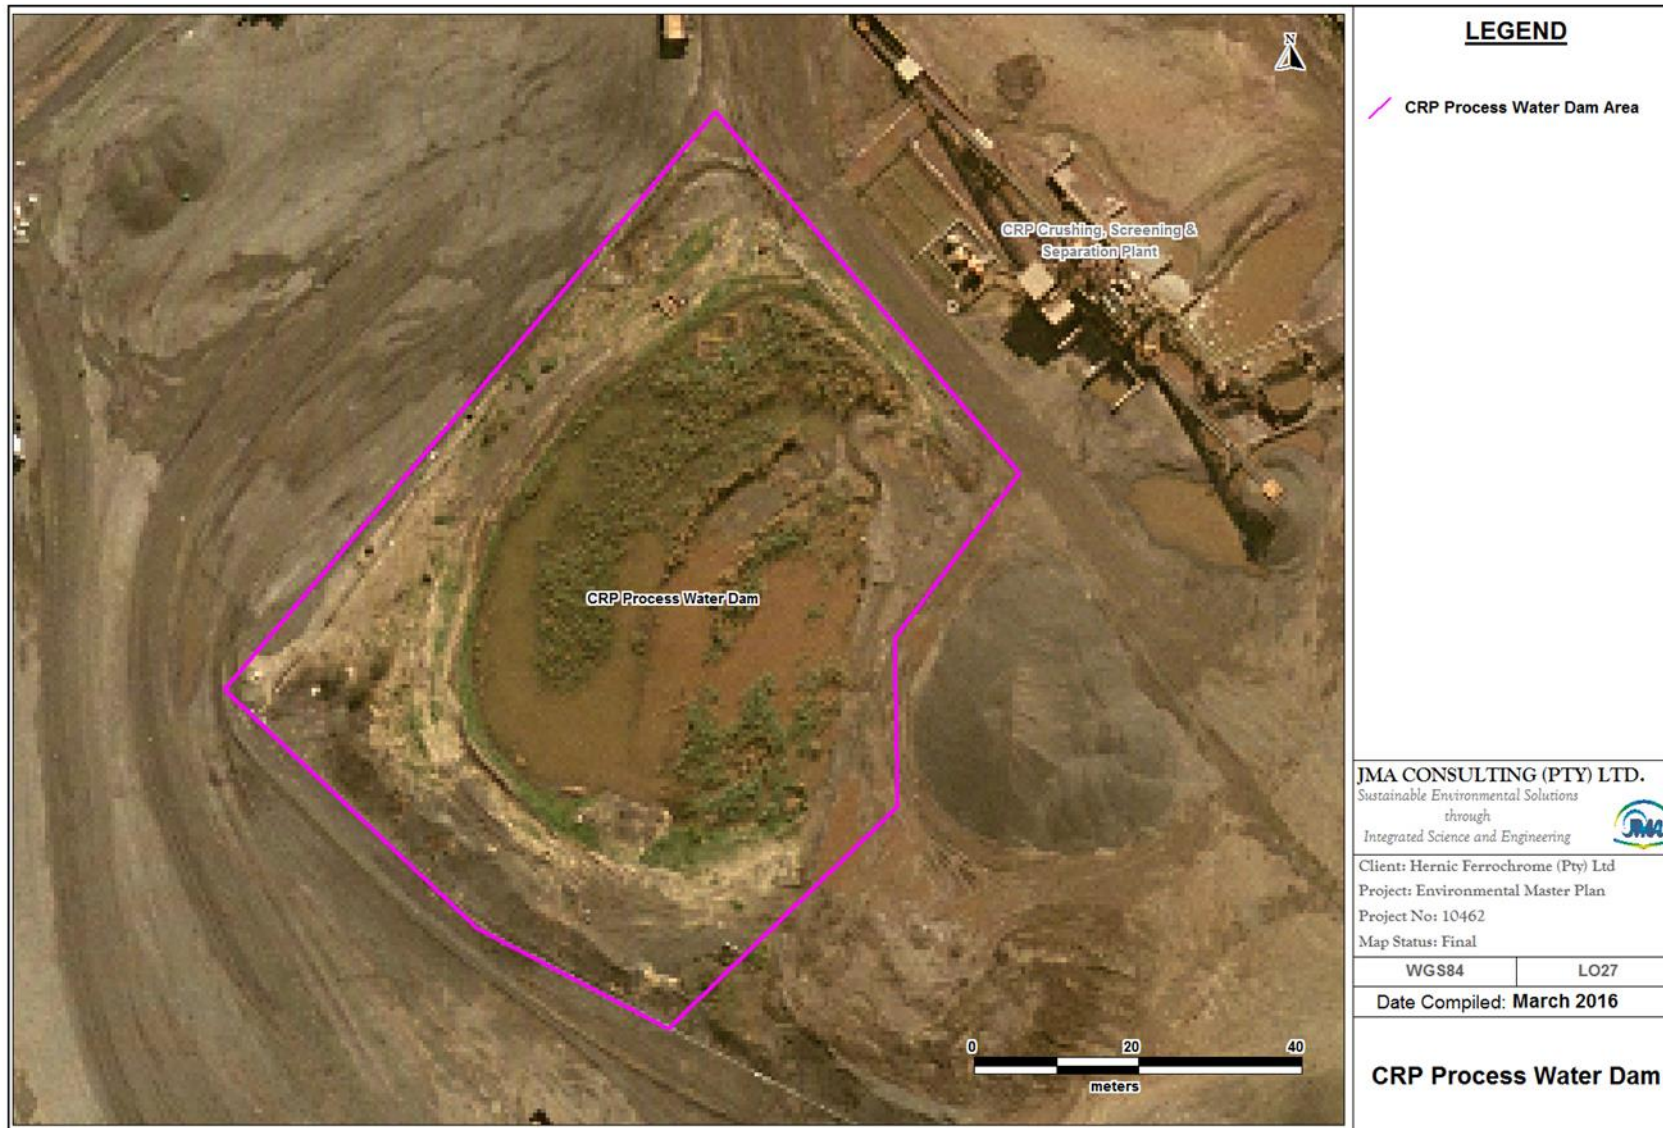 N
CRP Crushing, Screening &
Separation Plant
CRP Process Water Dam
0 20 40
meters
LEGEND
CRP Process Water Dam Area
JMA CONSULTING (PTY) LTD.
Sustainable Environmental Solutions
through
Integrated Science and Engineering
JMA
Client: Hernic Ferrochrome (Pty) Ltd
Project: Environmental Master Plan
Project No: 10462
Map Status: Final
WGS84 LO27
Date Compiled: March 2016
CRP Process Water Dam